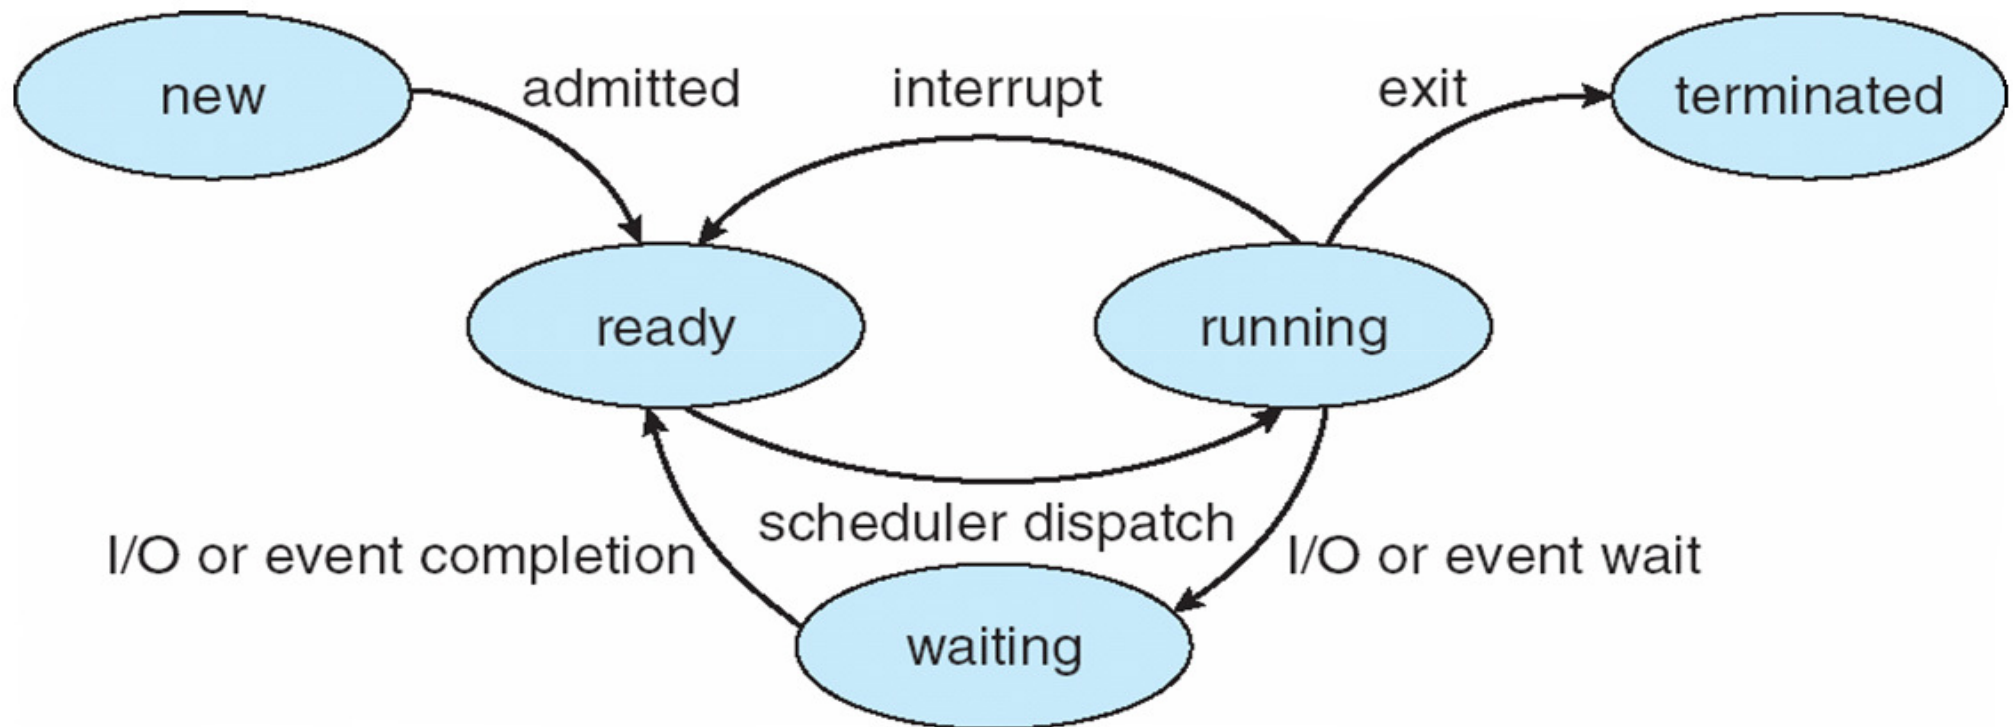 new
admitted
interrupt
exit
terminated
ready
running
scheduler dispatch
I/O or event completion
I/O or event wait
waiting